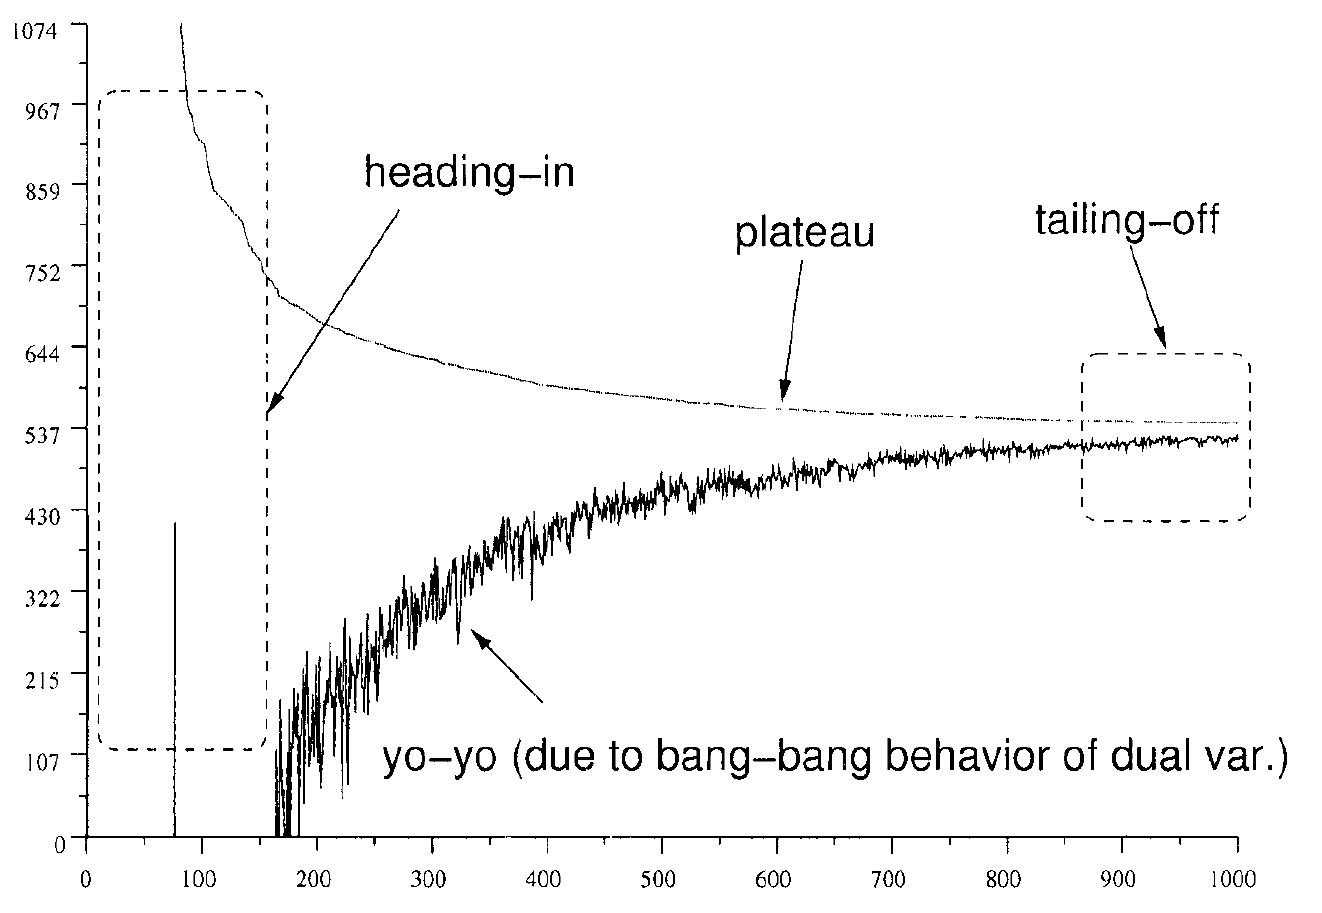 1074
967
heading–in
859
plateau
tailing–off
752
644
537
430
322
215
yo–yo (due to bang–bang behavior of dual var.)
107
0
0 100 200 300 400 500 600 700 800 900 1000